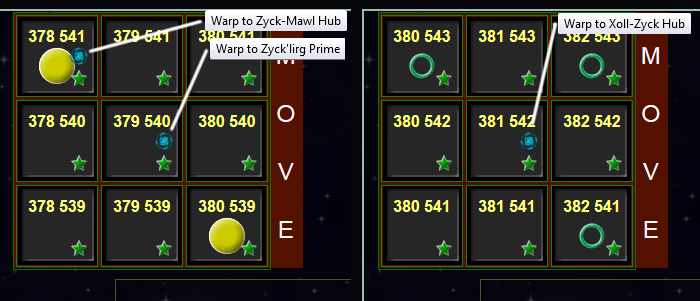 Warp to Zyck-Mawl Hub
Warp to Zyck'lirg Prime
378 541
379 541
380 541
378 540
379 540
380 540
378 539
379 539
380 539
M
O
V
E
Warp to Xoll-Zyck Hub
380 543
381 543
382 543
380 542
381 542
382 542
380 541
381 541
382 541
M
O
V
E